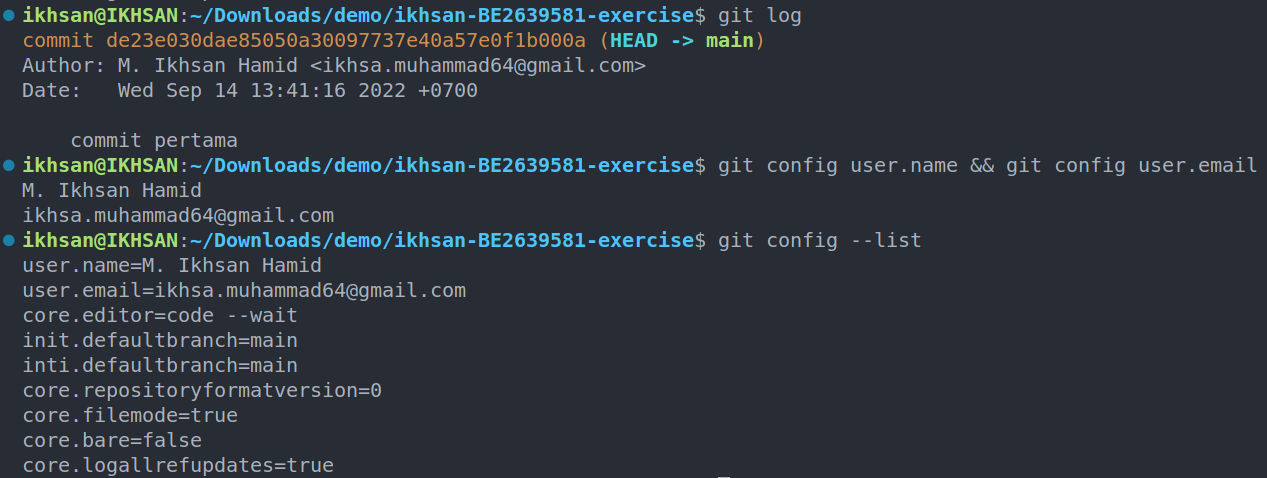 ikhsan@IKHSAN:~/Downloads/demo/ikhsan-BE2639581-exercise$ git log
commit de23e030dae85050a30097737e40a57e0f1b000a (HEAD -> main)
Author: M. Ikhsan Hamid <ikhsa.muhammad64@gmail.com>
Date:   Wed Sep 14 13:41:16 2022 +0700
    commit pertama
ikhsan@IKHSAN:~/Downloads/demo/ikhsan-BE2639581-exercise$ git config user.name && git config user.email
M. Ikhsan Hamid
ikhsa.muhammad64@gmail.com
ikhsan@IKHSAN:~/Downloads/demo/ikhsan-BE2639581-exercise$ git config --list
user.name=M. Ikhsan Hamid
user.email=ikhsa.muhammad64@gmail.com
core.editor=code --wait
init.defaultbranch=main
inti.defaultbranch=main
core.repositoryformatversion=0
core.filemode=true
core.bare=false
core.logallrefupdates=true